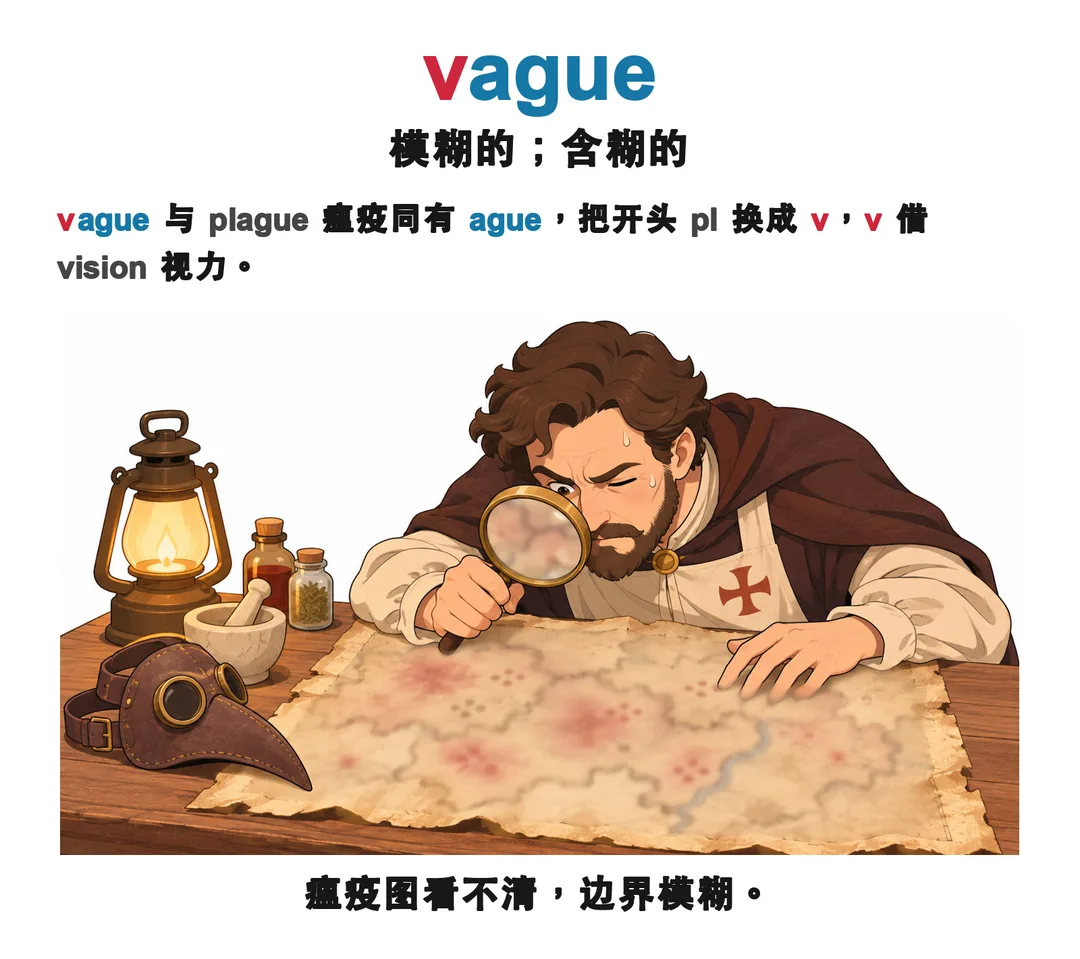 vague
模糊的；含糊的
vague 与 plague 瘟疫同有 ague，把开头 pl 换成 v，v 借
vision 视力。
瘟疫图看不清，边界模糊。